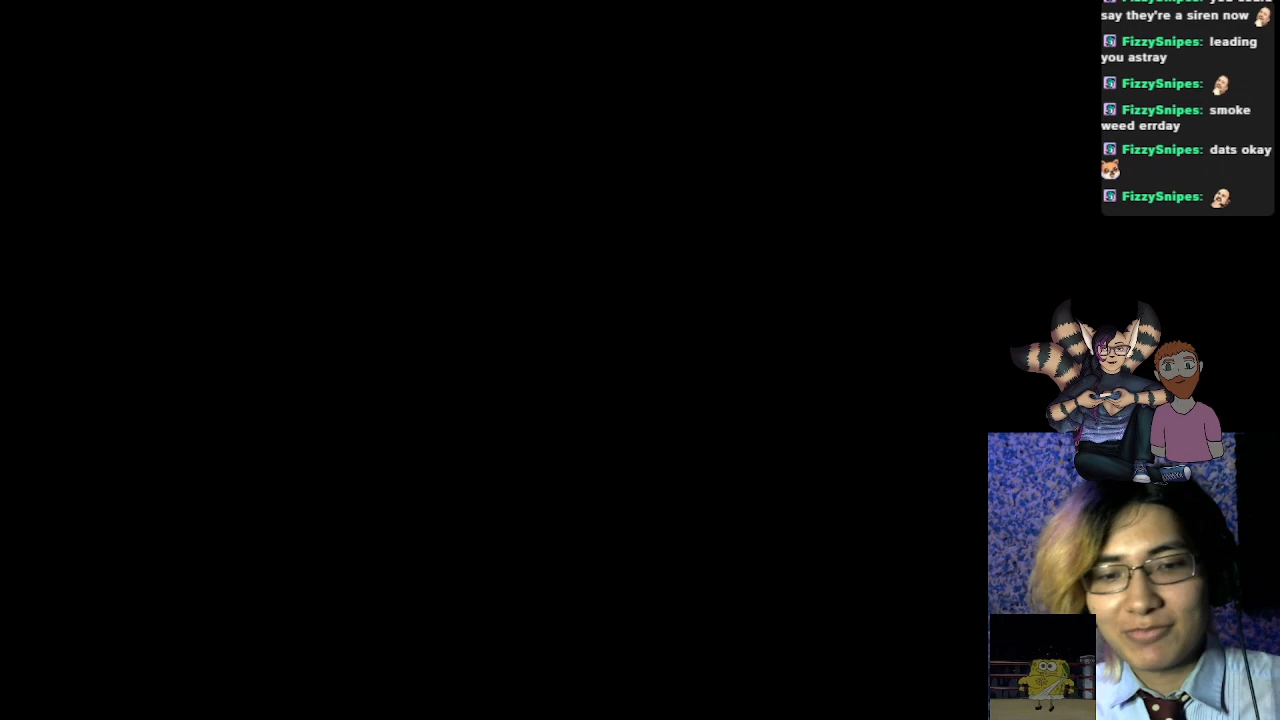 say they're a siren now
FizzySnipes: leading
you astray
FizzySnipes:
FizzySnipes: smoke
weed errday
FizzySnipes: dats okay
FizzySnipes: